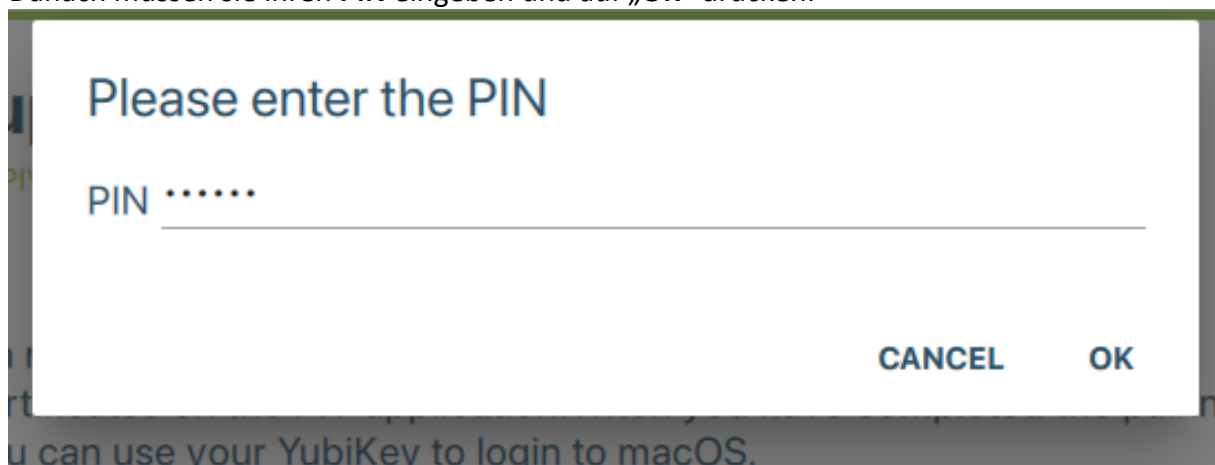 Danach müssen Sie Ihren PIN eingeben und auf „OK“ drücken.
Please enter the PIN
PIN ••••••
CANCEL OK
u can use your YubiKey to login to macOS.